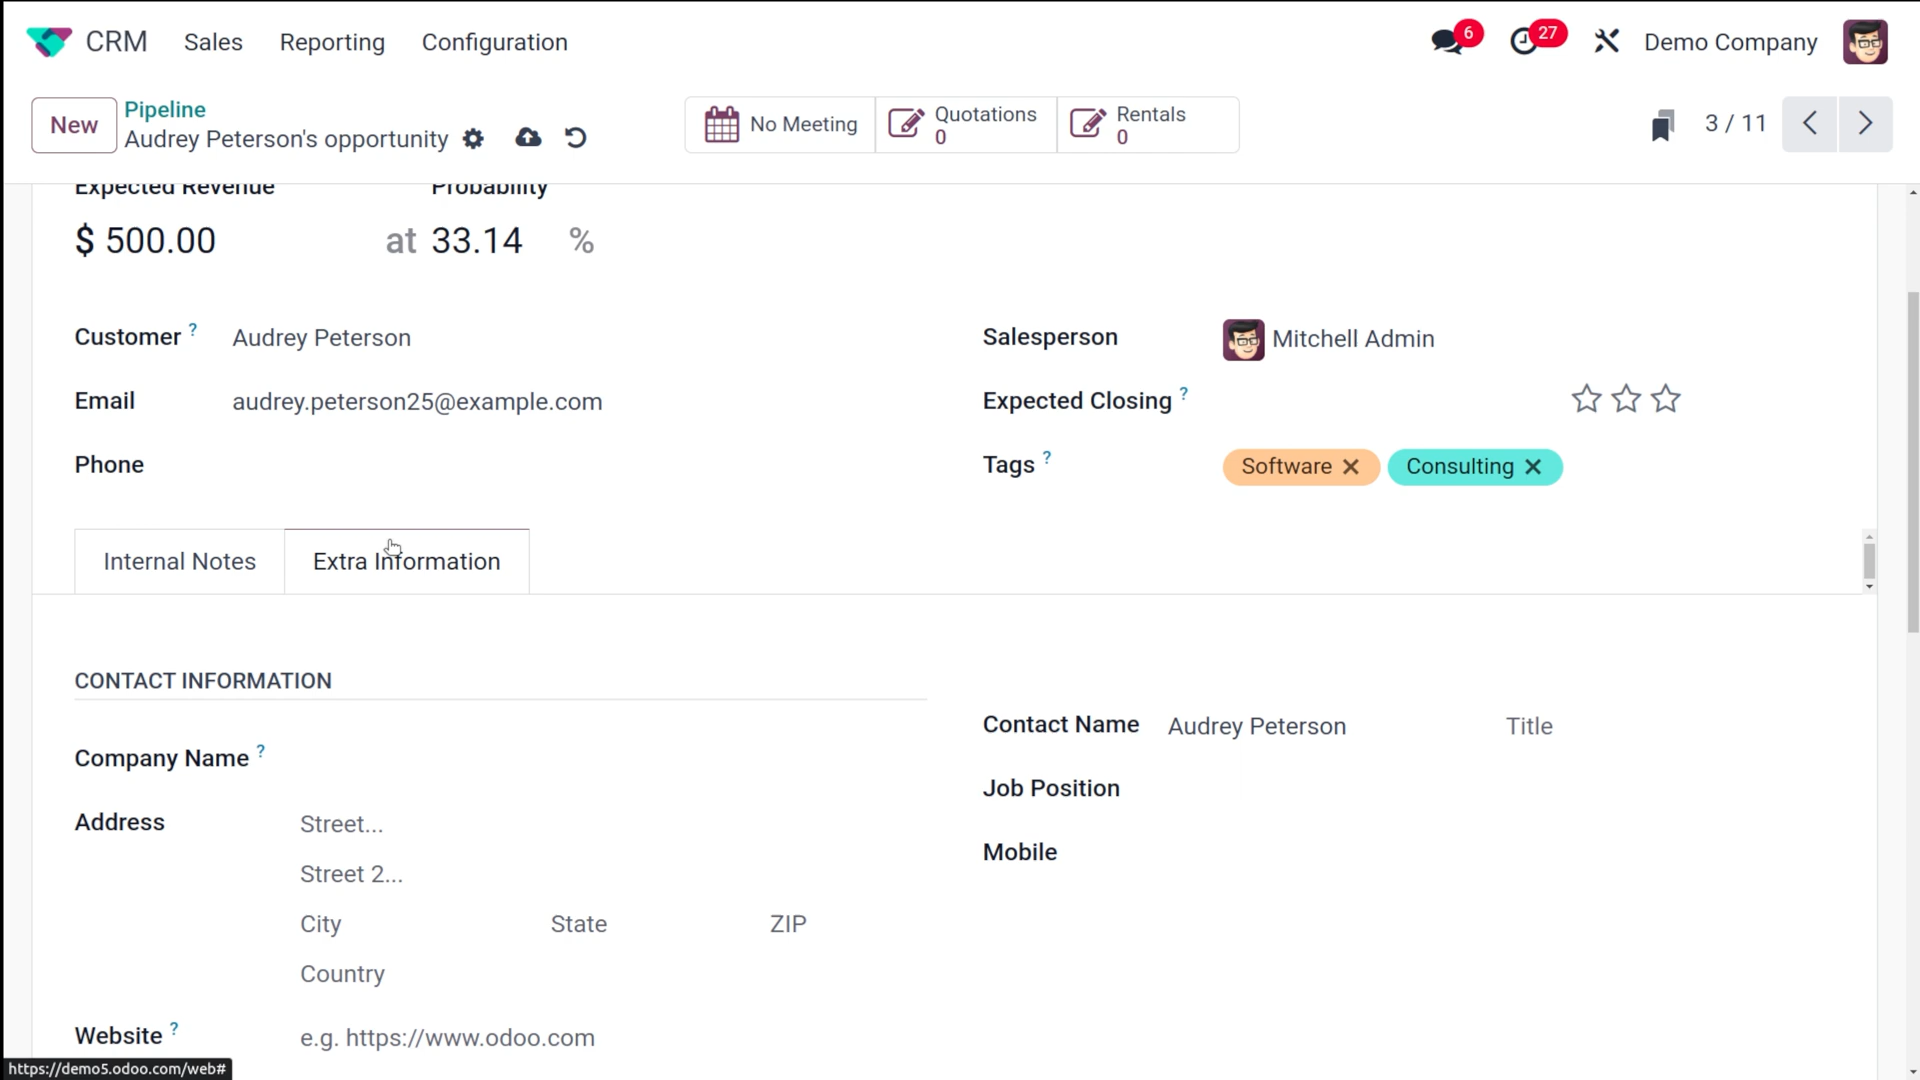 CRM Sales Reporting Configuration 6 27 Demo Company
New Pipeline
Audrey Peterson's opportunity
No Meeting Quotations 0 Rentals 0
3 / 11
Expected Revenue Probability
$ 500.00 at 33.14 %
Customer ? Audrey Peterson Salesperson Mitchell Admin
Email audrey.peterson25@example.com Expected Closing ?
Phone Tags ? Software Consulting
Internal Notes Extra Information
CONTACT INFORMATION
Contact Name Audrey Peterson Title
Company Name ?
Job Position
Address Street...
Mobile
Street 2...
City State ZIP
Country
Website ? e.g. https://www.odoo.com
https://demo5.odoo.com/web#